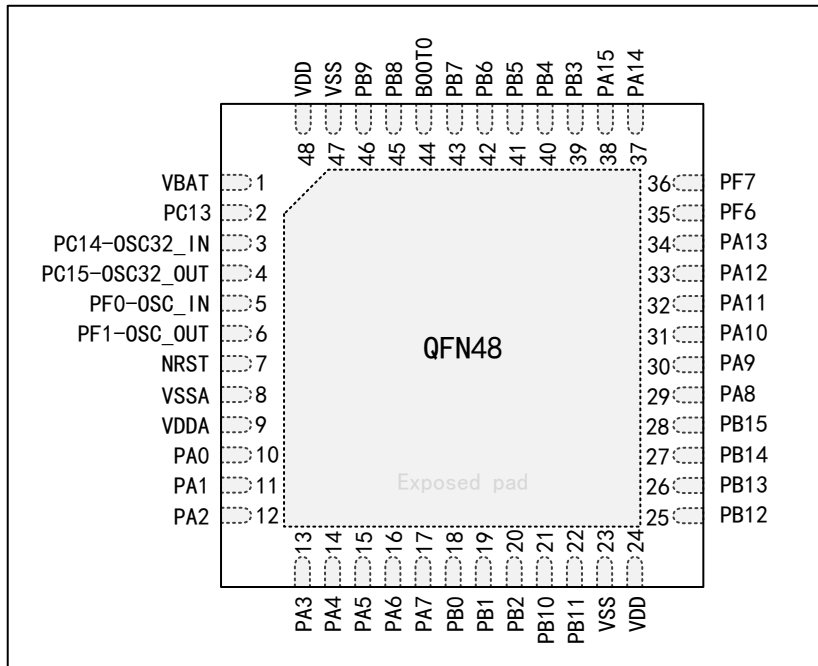 VDD
VSS
PB9
PB8
BOOT0
PB7
PB6
PB5
PB4
PB3
PA15
PA14
48
47
46
45
44
43
42
41
40
39
38
37
VBAT 1
PC13 2
PC14-OSC32_IN 3
PC15-OSC32_OUT 4
PF0-OSC_IN 5
PF1-OSC_OUT 6
NRST 7
VSSA 8
VDDA 9
PA0 10
PA1 11
PA2 12
QFN48
Exposed pad
36 PF7
35 PF6
34 PA13
33 PA12
32 PA11
31 PA10
30 PA9
29 PA8
28 PB15
27 PB14
26 PB13
25 PB12
13
14
15
16
17
18
19
20
21
22
23
24
PA3
PA4
PA5
PA6
PA7
PB0
PB1
PB2
PB10
PB11
VSS
VDD